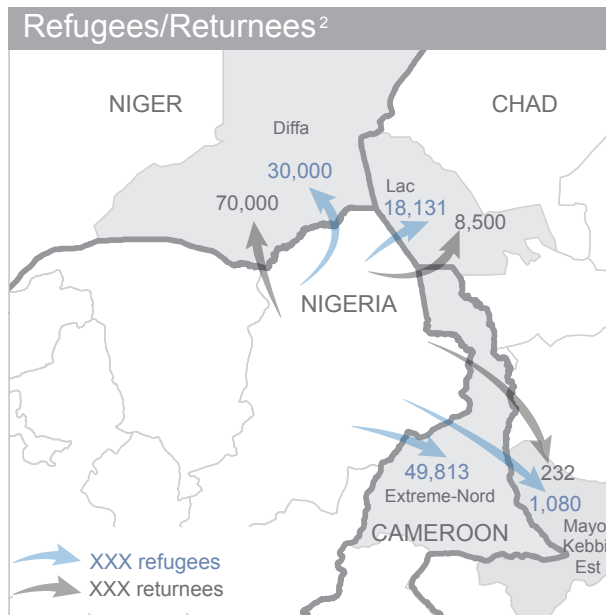 Refugees/Returnees²
NIGER
CHAD
Diffa
30,000
70,000
Lac
18,131
8,500
NIGERIA
49,813
Extreme-Nord
232
1,080
CAMEROON
Mayo
Kebbi
Est
XXX refugees
XXX returnees